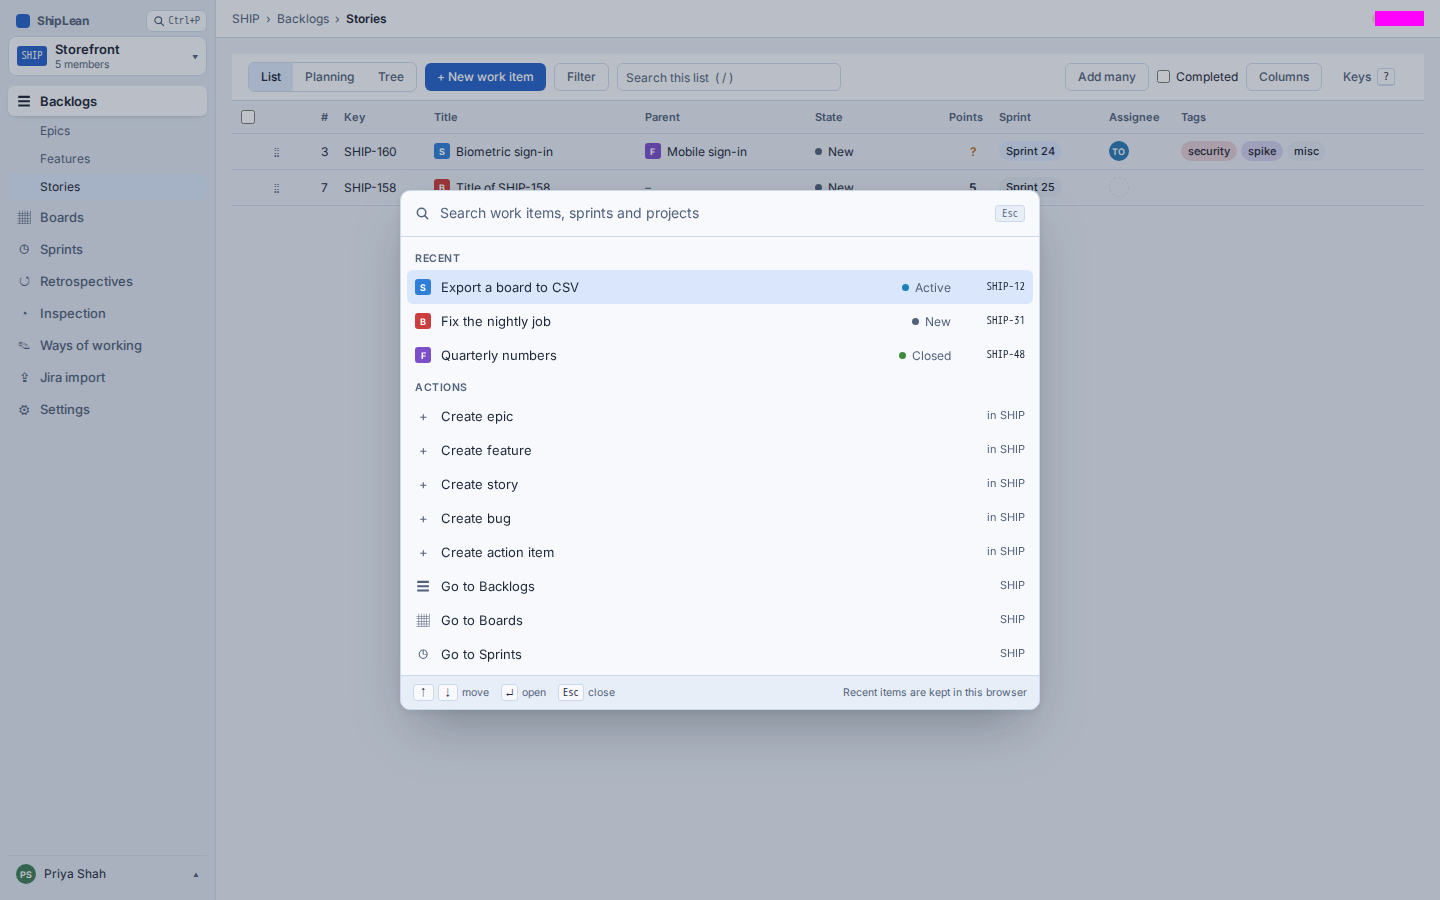 ShipLean Ctrl+P
SHIP Storefront
5 members
Backlogs
Epics
Features
Stories
Boards
Sprints
Retrospectives
Inspection
Ways of working
Jira import
Settings
PS Priya Shah
SHIP › Backlogs › Stories
List Planning Tree + New work item Filter Search this list ( / ) Add many Completed Columns Keys ?
# Key Title Parent State Points Sprint Assignee Tags
3 SHIP-160 S Biometric sign-in F Mobile sign-in New ? Sprint 24 TO security spike misc
7 SHIP-158 B Title of SHIP-158 – New 5 Sprint 25
Search work items, sprints and projects Esc
RECENT
S Export a board to CSV Active SHIP-12
B Fix the nightly job New SHIP-31
F Quarterly numbers Closed SHIP-48
ACTIONS
+ Create epic in SHIP
+ Create feature in SHIP
+ Create story in SHIP
+ Create bug in SHIP
+ Create action item in SHIP
Go to Backlogs SHIP
Go to Boards SHIP
Go to Sprints SHIP
↑ ↓ move ↵ open Esc close Recent items are kept in this browser